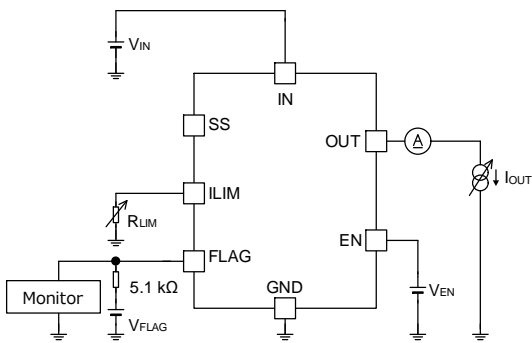 VIN
IN
SS
OUT
A
IOUT
ILIM
RLIM
EN
FLAG
5.1 kΩ
GND
Monitor
VEN
VFLAG